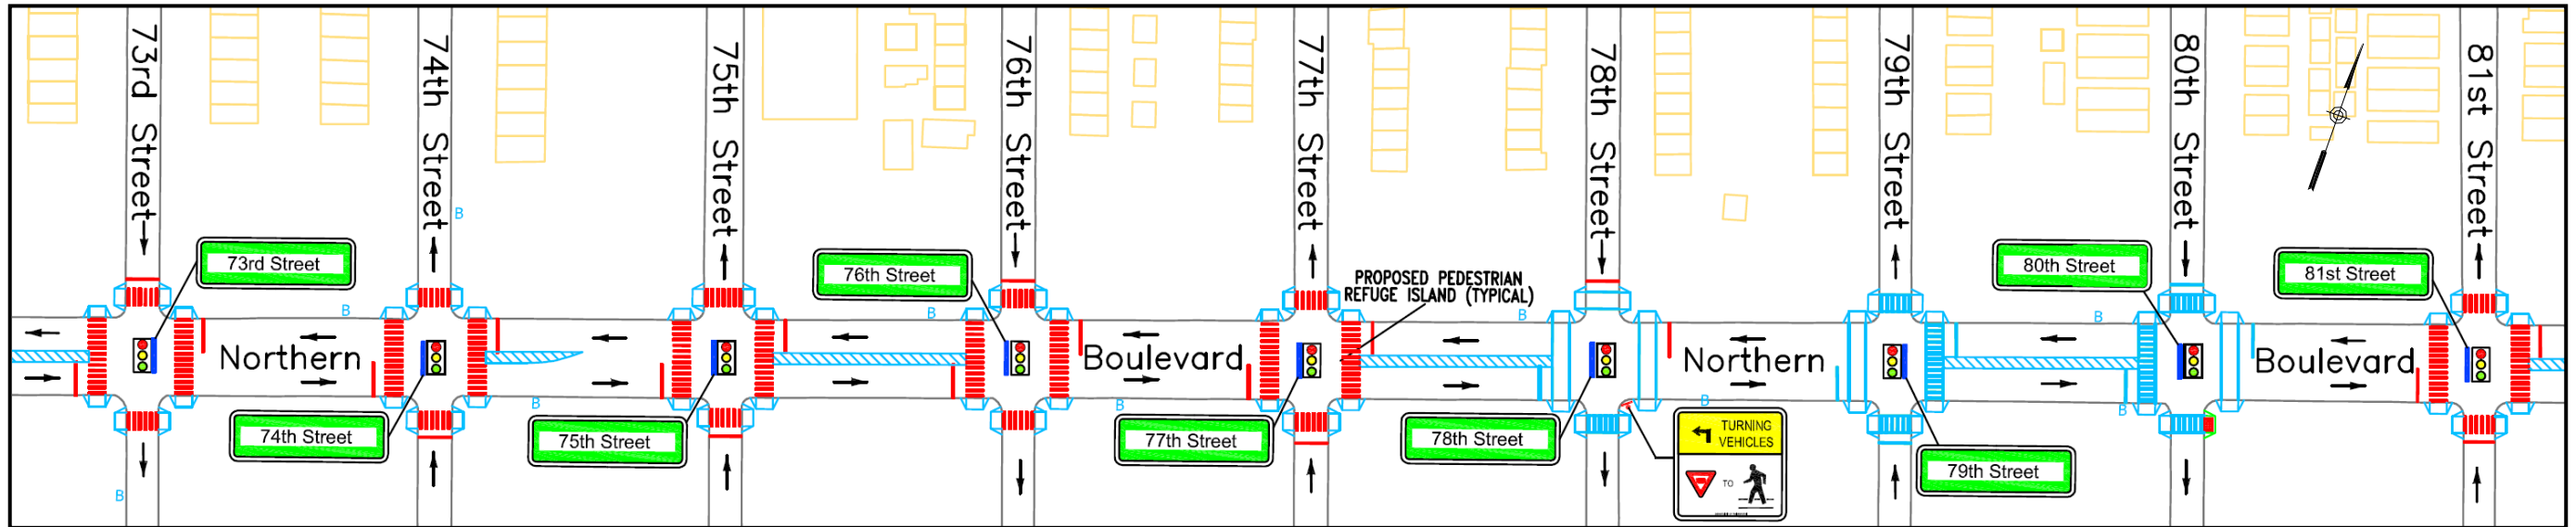 73rd Street
74th Street
75th Street
76th Street
77th Street
78th Street
79th Street
80th Street
81st Street
B
73rd Street
76th Street
80th Street
81st Street
PROPOSED PEDESTRIAN
REFUGE ISLAND (TYPICAL)
B
B
B
B
Northern
Boulevard
Northern
Boulevard
B
B
B
B
74th Street
75th Street
77th Street
78th Street
79th Street
TURNING
VEHICLES
TO
B